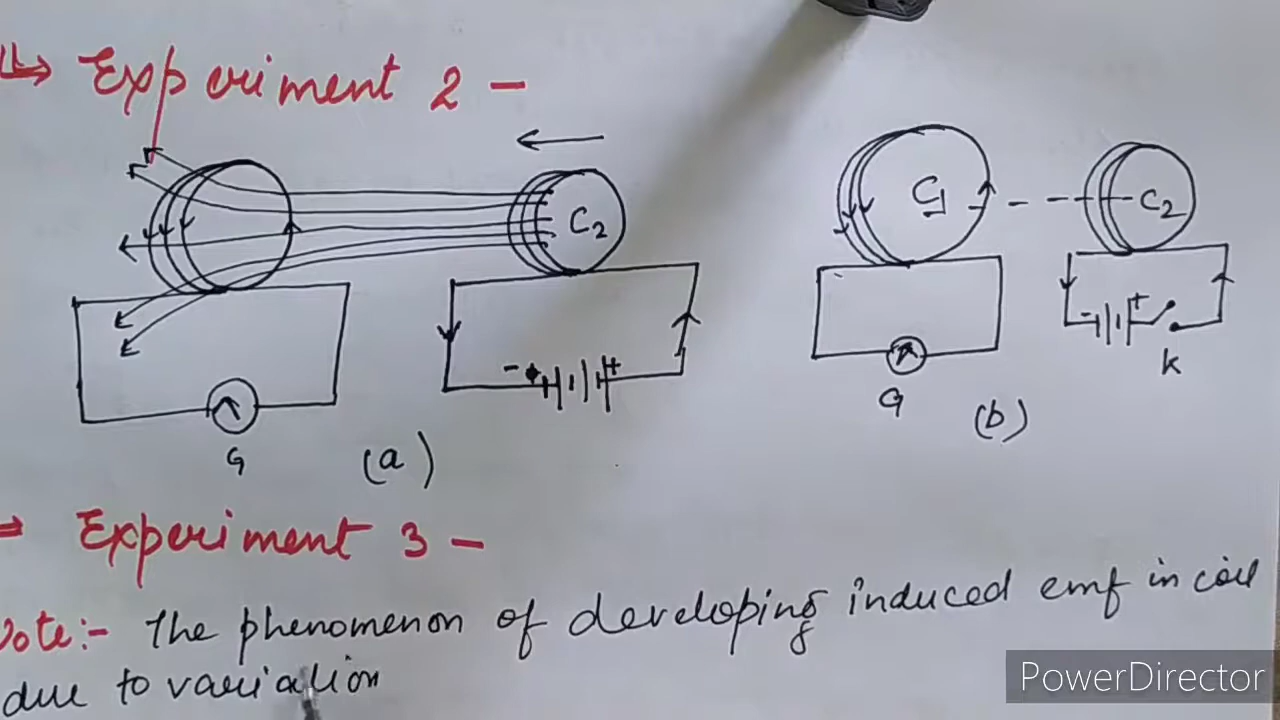 Experiment 2 -
C2
- +
G
(a)
C1
C2
- +
K
G
(b)
⇒ Experiment 3 -
Note:- The phenomenon of developing induced emf in coil
due to variation
PowerDirector